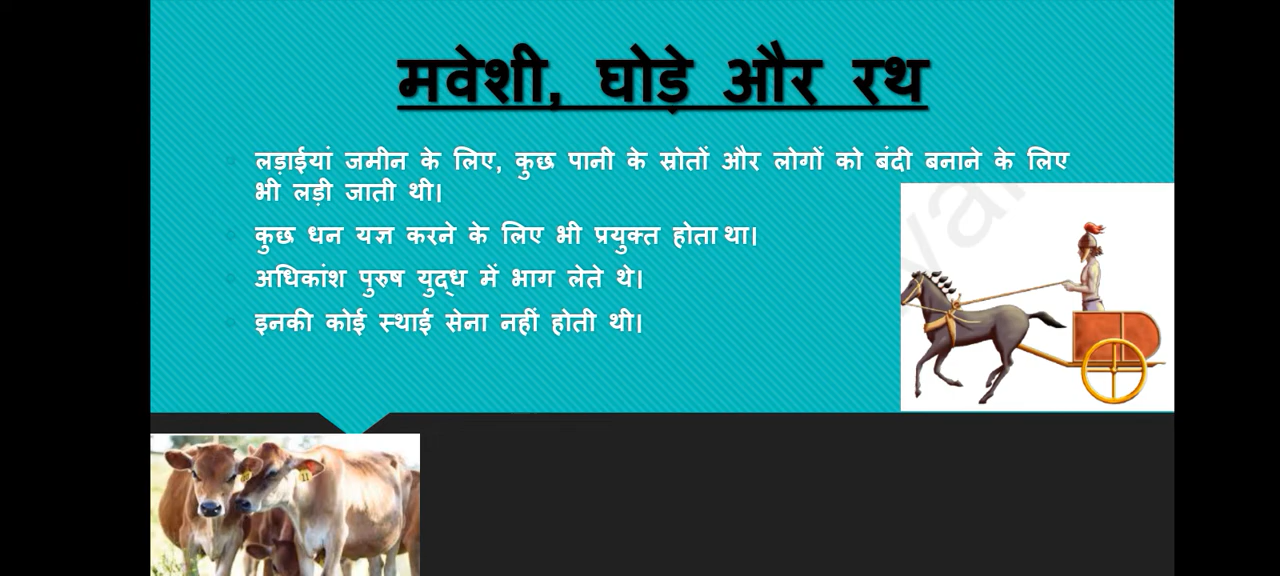 मवेशी, घोड़े और रथ
लड़ाईयां जमीन के लिए, कुछ पानी के स्रोतों और लोगों को बंदी बनाने के लिए
भी लड़ी जाती थी।
कुछ धन यज्ञ करने के लिए भी प्रयुक्त होता था।
अधिकांश पुरुष युद्ध में भाग लेते थे।
इनकी कोई स्थाई सेना नहीं होती थी।